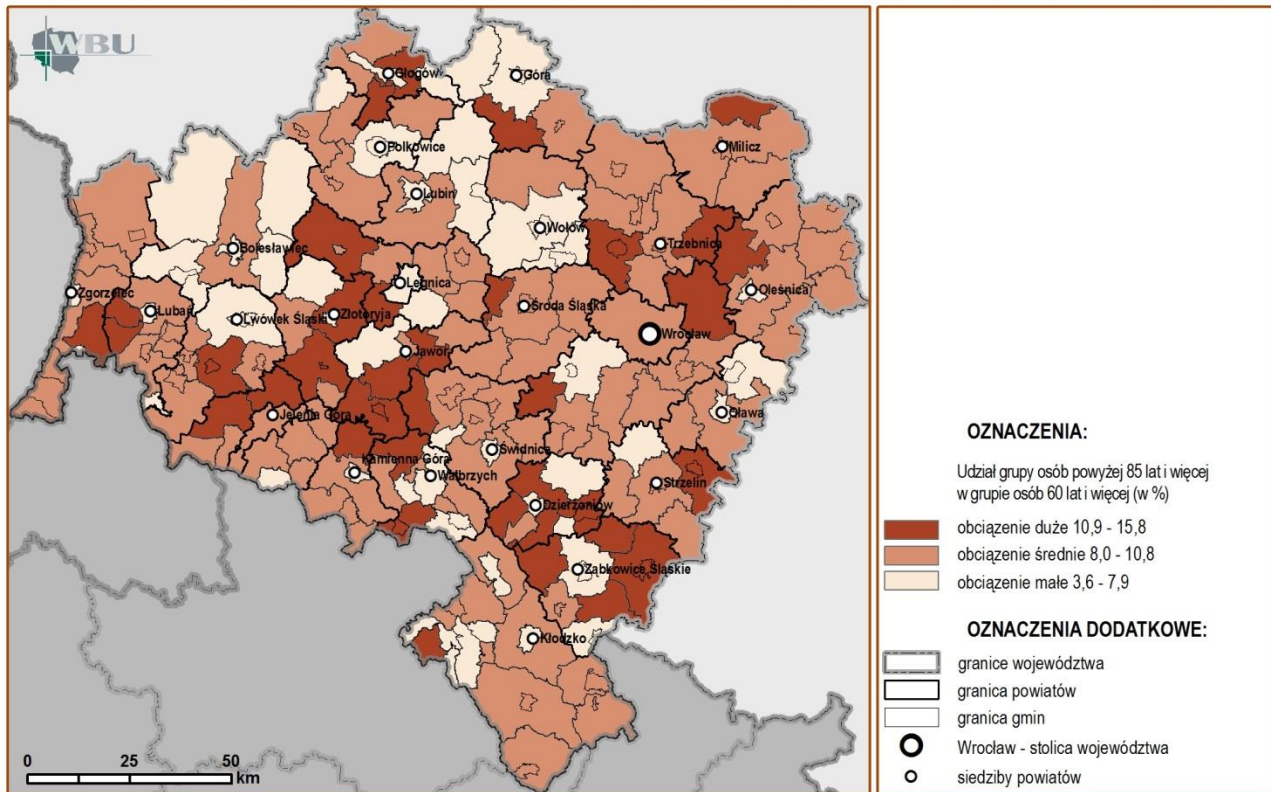 WBU
Głogów
Góra
Polkowice
Milicz
Lubin
Wołów
Bolesławiec
Trzebnica
Zgorzelec
Legnica
Oleśnica
Lubań
Lwówek Śląski
Złotoryja
Środa Śląska
Wrocław
Jawor
Jelenia Góra
Oława
Kamienna Góra
Świdnica
Wałbrzych
Strzelin
Dzierżoniów
Ząbkowice Śląskie
Kłodzko
0 25 50
km
OZNACZENIA:
Udział grupy osób powyżej 85 lat i więcej
w grupie osób 60 lat i więcej (w %)
obciążenie duże 10,9 - 15,8
obciążenie średnie 8,0 - 10,8
obciążenie małe 3,6 - 7,9
OZNACZENIA DODATKOWE:
granice województwa
granica powiatów
granica gmin
Wrocław - stolica województwa
siedziby powiatów